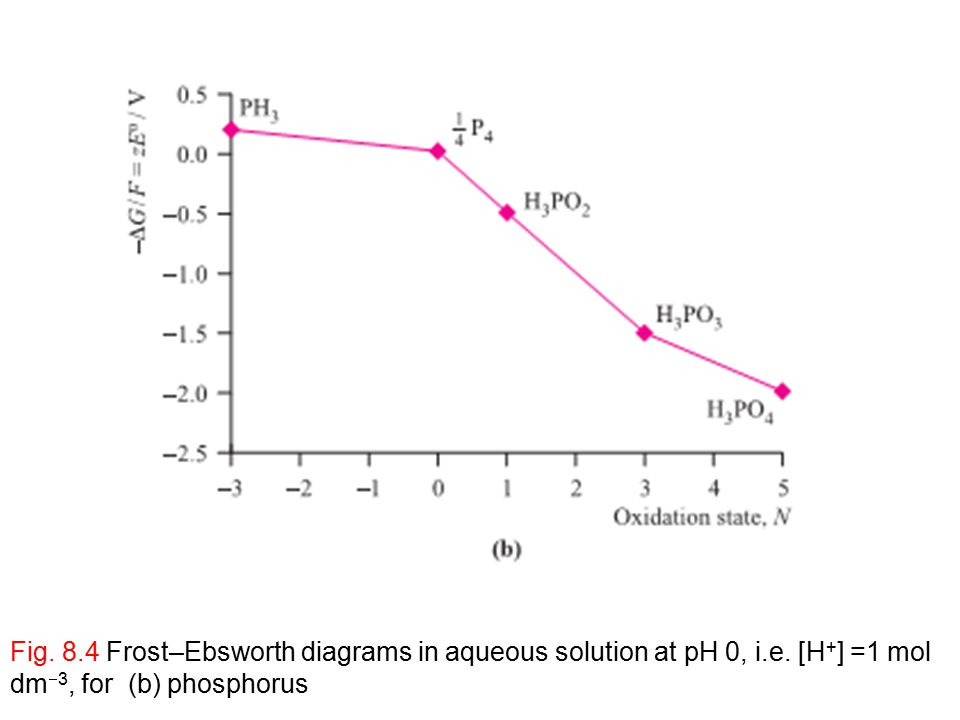 −ΔG/F = zEº / V
0.5
0.0
−0.5
−1.0
−1.5
−2.0
−2.5
PH₃
¼ P₄
H₃PO₂
H₃PO₃
H₃PO₄
−3 −2 −1 0 1 2 3 4 5
Oxidation state, N
(b)
Fig. 8.4 Frost–Ebsworth diagrams in aqueous solution at pH 0, i.e. [H⁺] =1 mol
dm⁻³, for (b) phosphorus